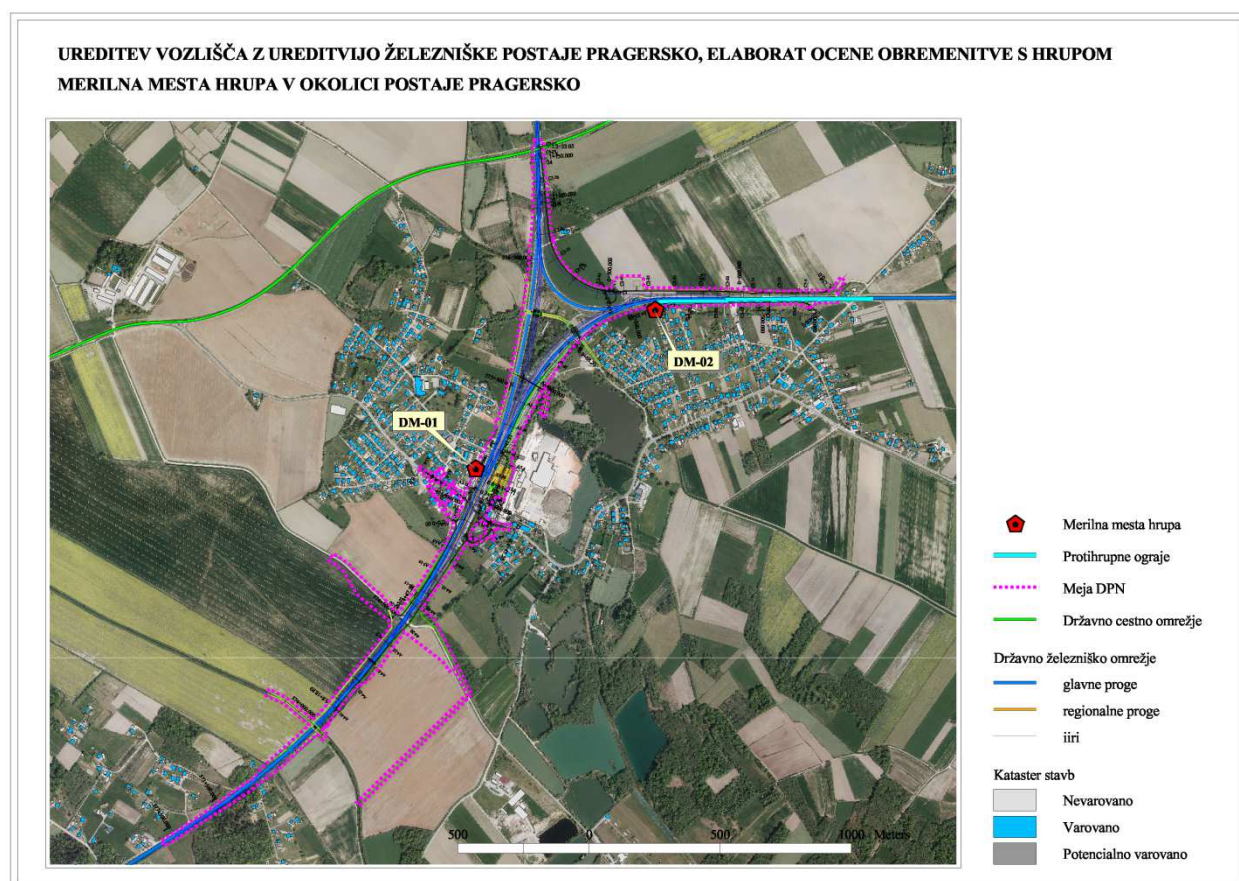 UREDITEV VOZLIŠČA Z UREDITVIJO ŽELEZNIŠKE POSTAJE PRAGERSKO, ELABORAT OCENE OBREMENITVE S HRUPOM
MERILNA MESTA HRUPA V OKOLICI POSTAJE PRAGERSKO
DM-02
DM-01
Merilna mesta hrupa
Protihrupne ograje
Meja DPN
Državno cestno omrežje
Državno železniško omrežje
glavne proge
regionalne proge
iiri
Kataster stavb
Nevarovano
Varovano
Potencialno varovano
500 0 500 1000 Meters